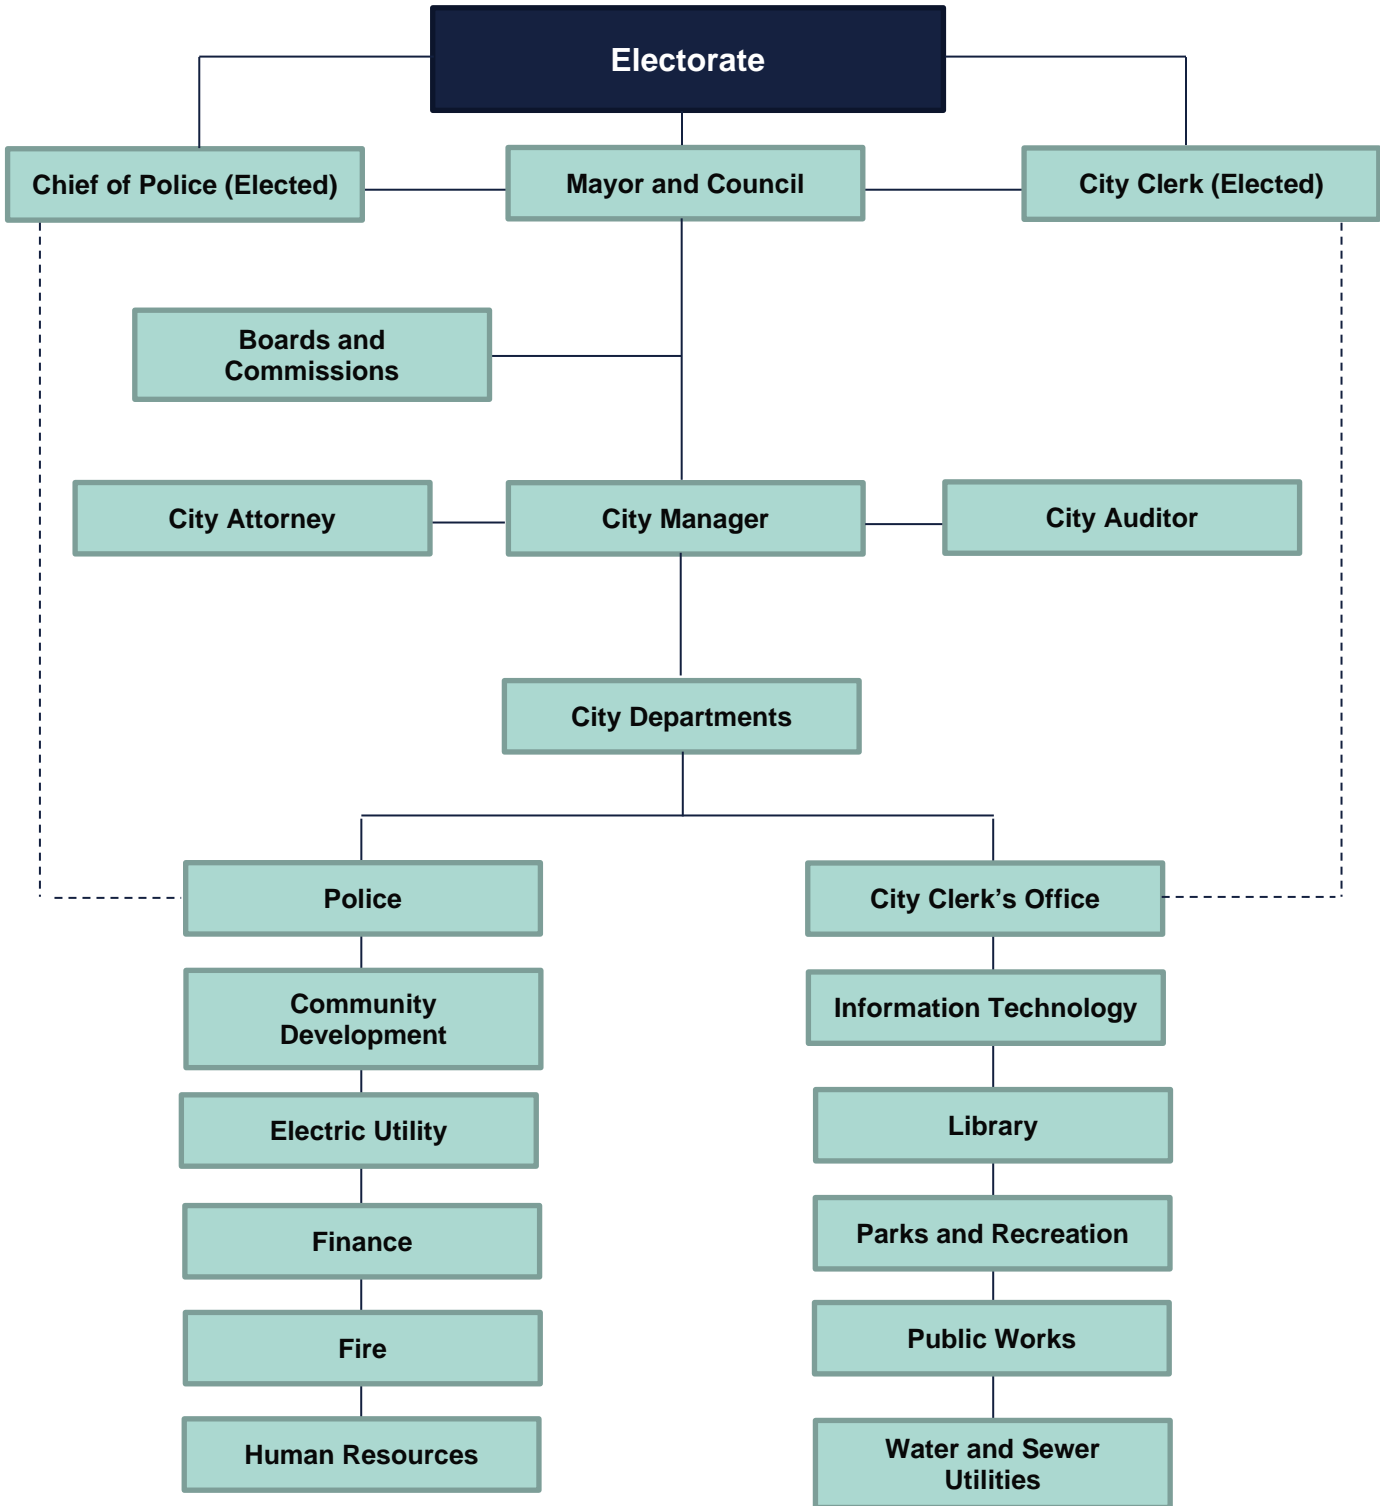 Electorate
Chief of Police (Elected)
Mayor and Council
City Clerk (Elected)
Boards and
Commissions
City Attorney
City Manager
City Auditor
City Departments
Police
City Clerk’s Office
Community
Development
Information Technology
Electric Utility
Library
Finance
Parks and Recreation
Fire
Public Works
Human Resources
Water and Sewer
Utilities